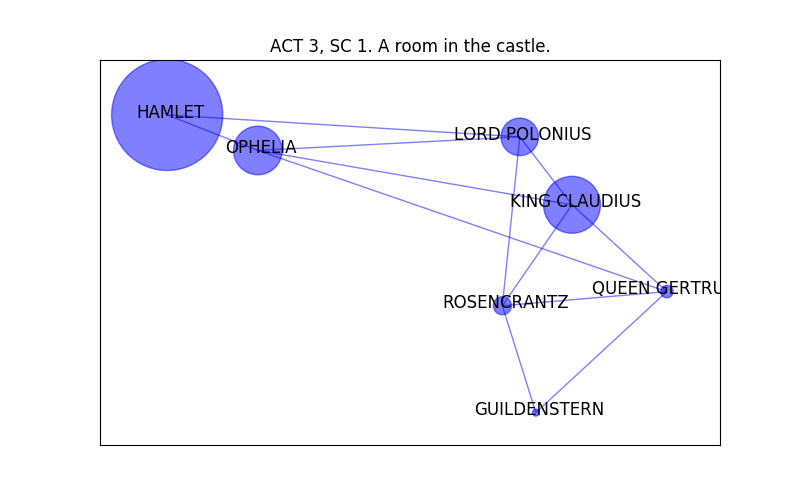 ACT 3, SC 1. A room in the castle.
HAMLET
OPHELIA
LORD POLONIUS
KING CLAUDIUS
QUEEN GERTRU
ROSENCRANTZ
GUILDENSTERN